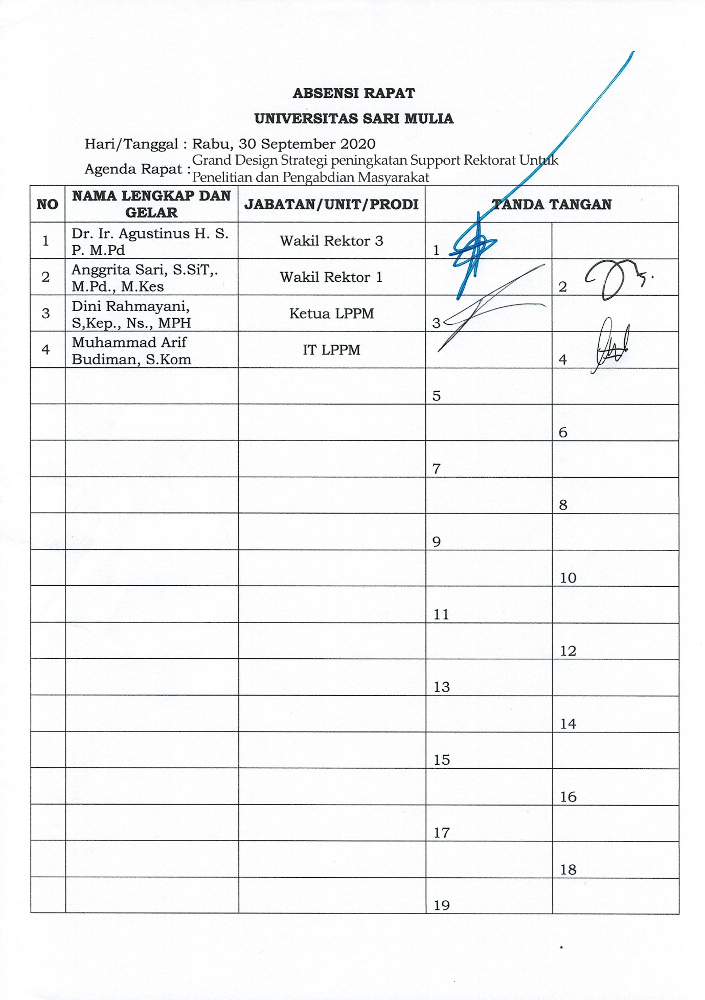 ABSENSI RAPAT
UNIVERSITAS SARI MULIA
Hari/Tanggal : Rabu, 30 September 2020
Agenda Rapat : Grand Design Strategi peningkatan Support Rektorat Untuk
Penelitian dan Pengabdian Masyarakat
NO NAMA LENGKAP DAN GELAR JABATAN/UNIT/PRODI TANDA TANGAN
1 Dr. Ir. Agustinus H. S. Wakil Rektor 3 1
P. M.Pd
2 Anggrita Sari, S.SiT,. Wakil Rektor 1 2
M.Pd., M.Kes
3 Dini Rahmayani, Ketua LPPM 3
S,Kep., Ns., MPH
4 Muhammad Arif IT LPPM 4
Budiman, S.Kom
5
6
7
8
9
10
11
12
13
14
15
16
17
18
19